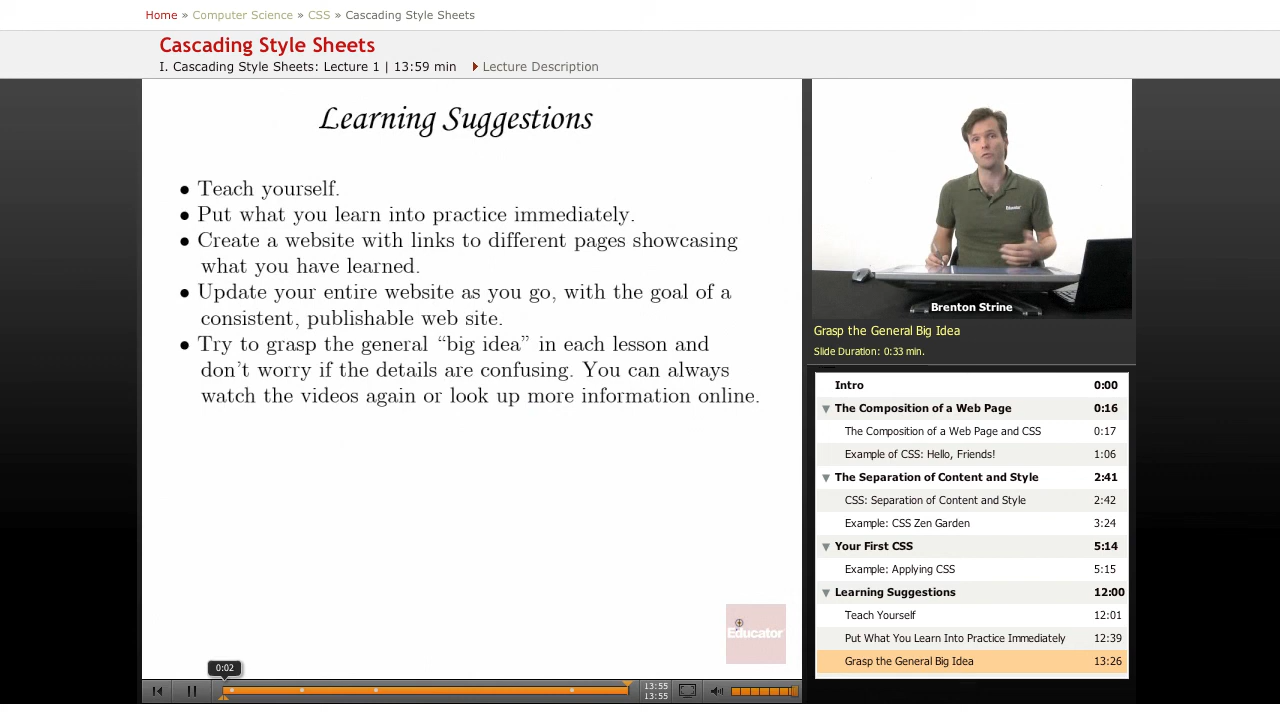 Home » Computer Science » CSS » Cascading Style Sheets
Cascading Style Sheets
I. Cascading Style Sheets: Lecture 1 | 13:59 min Lecture Description
Learning Suggestions
• Teach yourself.
• Put what you learn into practice immediately.
• Create a website with links to different pages showcasing
what you have learned.
• Update your entire website as you go, with the goal of a
consistent, publishable web site.
• Try to grasp the general “big idea” in each lesson and
don’t worry if the details are confusing. You can always
watch the videos again or look up more information online.
Educator
0:02
13:55
13:55
Educator
Brenton Strine
Grasp the General Big Idea
Slide Duration: 0:33 min.
Intro 0:00
The Composition of a Web Page 0:16
The Composition of a Web Page and CSS 0:17
Example of CSS: Hello, Friends! 1:06
The Separation of Content and Style 2:41
CSS: Separation of Content and Style 2:42
Example: CSS Zen Garden 3:24
Your First CSS 5:14
Example: Applying CSS 5:15
Learning Suggestions 12:00
Teach Yourself 12:01
Put What You Learn Into Practice Immediately 12:39
Grasp the General Big Idea 13:26